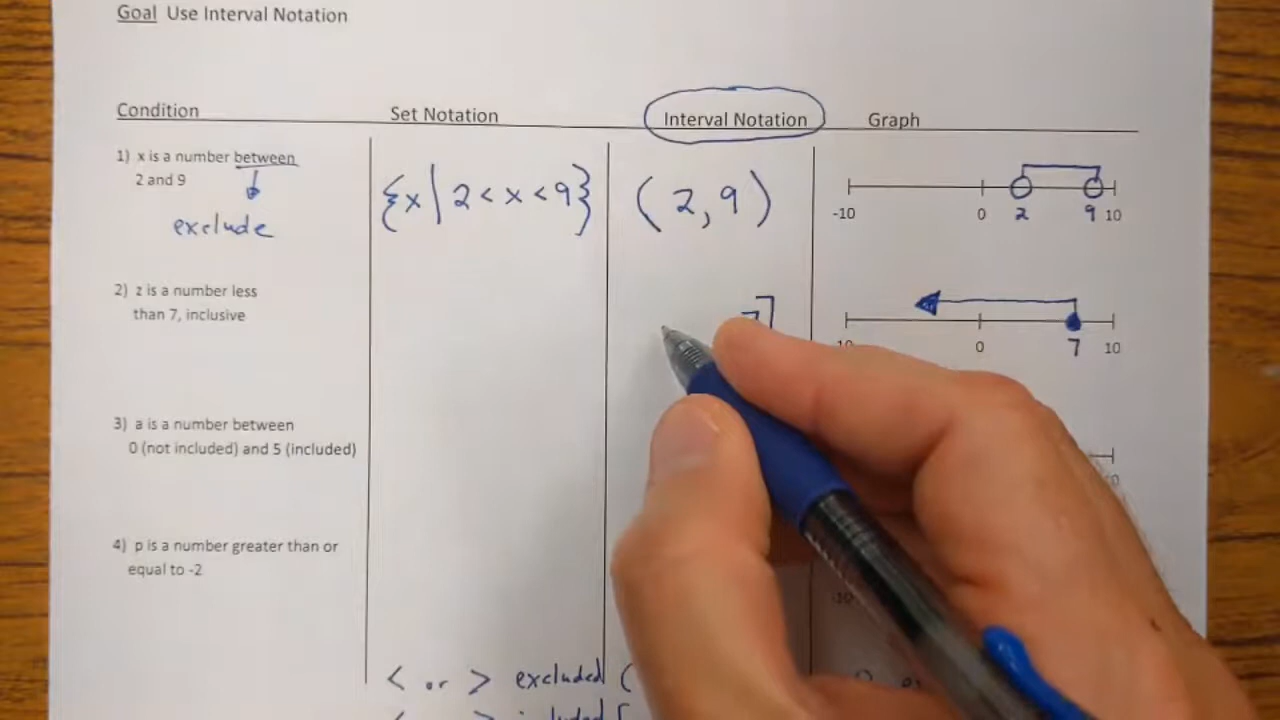 Goal Use Interval Notation
Condition Set Notation Interval Notation Graph
1) x is a number between
2 and 9
exclude
{x | 2 < x < 9}
(2, 9)
-10 0 2 9 10
2) z is a number less
than 7, inclusive
7]
0 7 10
3) a is a number between
0 (not included) and 5 (included)
4) p is a number greater than or
equal to -2
-10
< or > excluded (